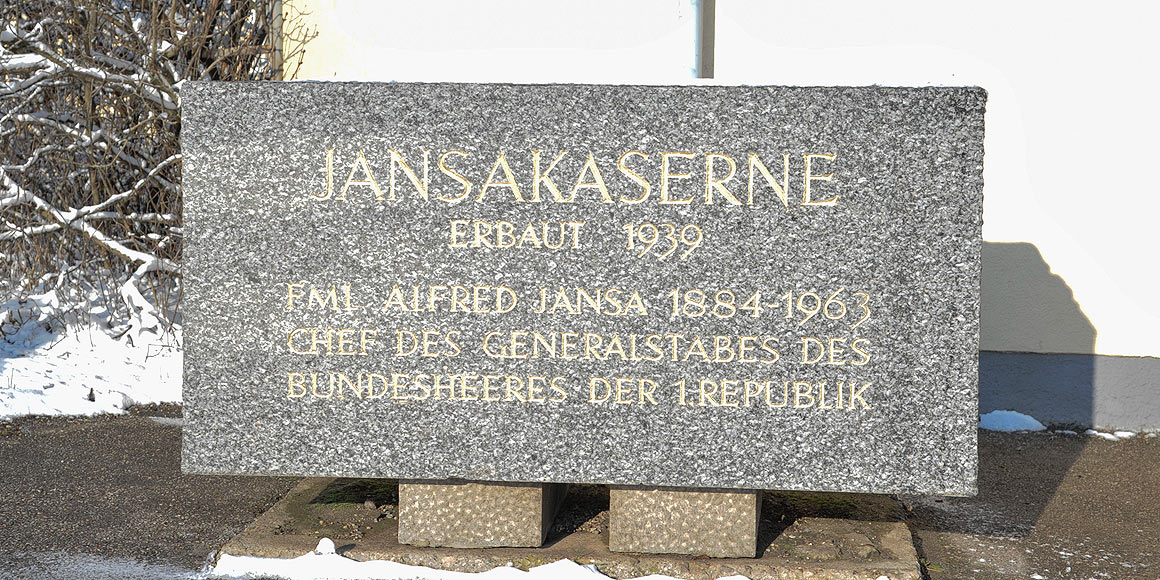 JANSAKASERNE
ERBAUT 1939
FML ALFRED JANSA 1884-1963
CHEF DES GENERALSTABES DES
BUNDESHEERES DER 1.REPUBLIK